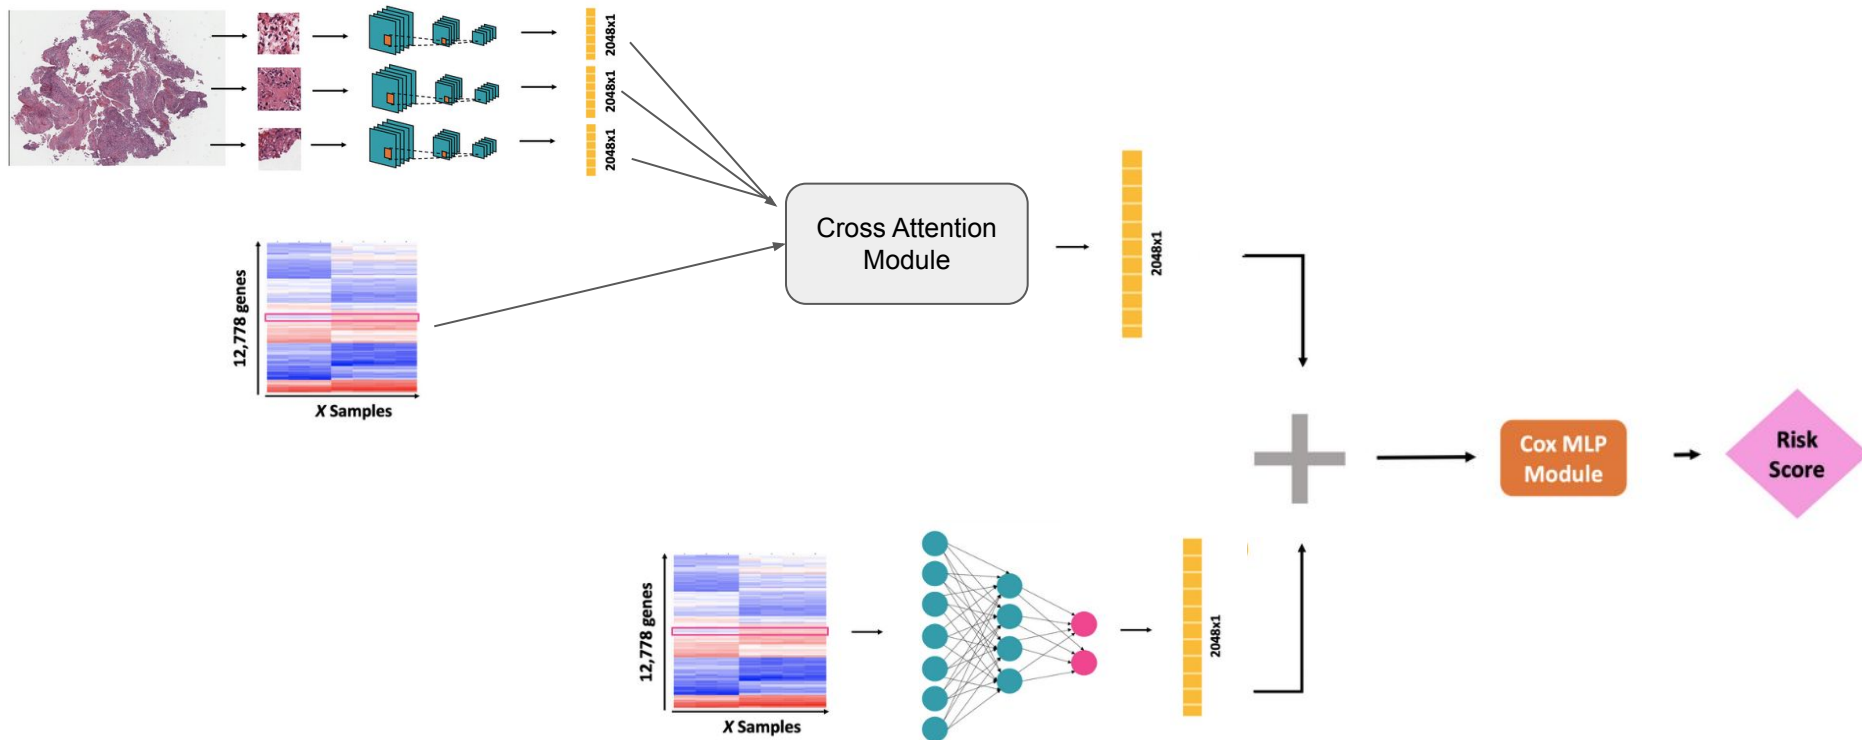 2048x1
2048x1
2048x1
Cross Attention
Module
2048x1
12,778 genes
X Samples
Cox MLP
Module
Risk
Score
12,778 genes
X Samples
2048x1